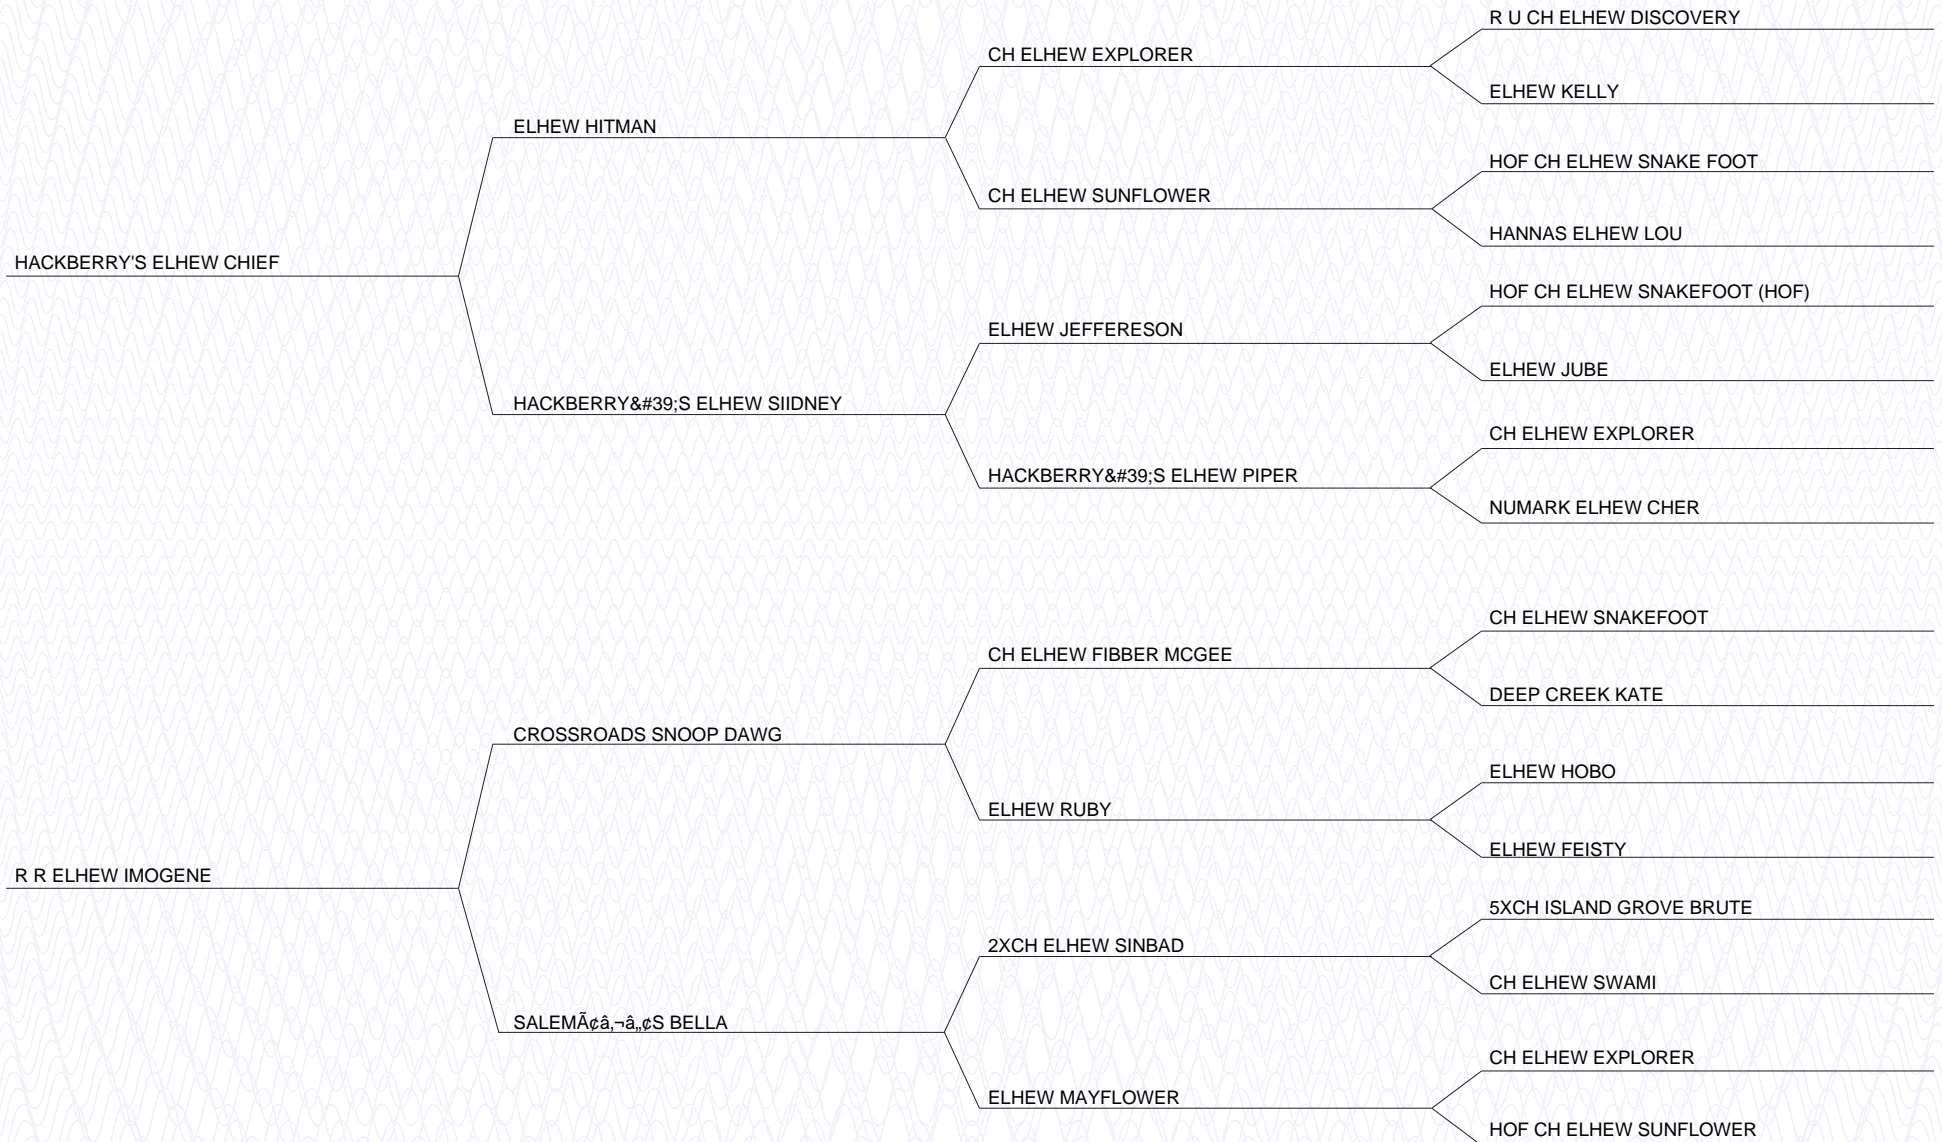 R U CH ELHEW DISCOVERY
CH ELHEW EXPLORER
ELHEW KELLY
ELHEW HITMAN
HOF CH ELHEW SNAKE FOOT
CH ELHEW SUNFLOWER
HANNAS ELHEW LOU
HACKBERRY'S ELHEW CHIEF
HOF CH ELHEW SNAKEFOOT (HOF)
ELHEW JEFFERESON
ELHEW JUBE
HACKBERRY&#39;S ELHEW SIIDNEY
CH ELHEW EXPLORER
HACKBERRY&#39;S ELHEW PIPER
NUMARK ELHEW CHER
CH ELHEW SNAKEFOOT
CH ELHEW FIBBER MCGEE
DEEP CREEK KATE
CROSSROADS SNOOP DAWG
ELHEW HOBO
ELHEW RUBY
ELHEW FEISTY
R R ELHEW IMOGENE
5XCH ISLAND GROVE BRUTE
2XCH ELHEW SINBAD
CH ELHEW SWAMI
SALEMÃ¢â‚¬â„¢S BELLA
CH ELHEW EXPLORER
ELHEW MAYFLOWER
HOF CH ELHEW SUNFLOWER